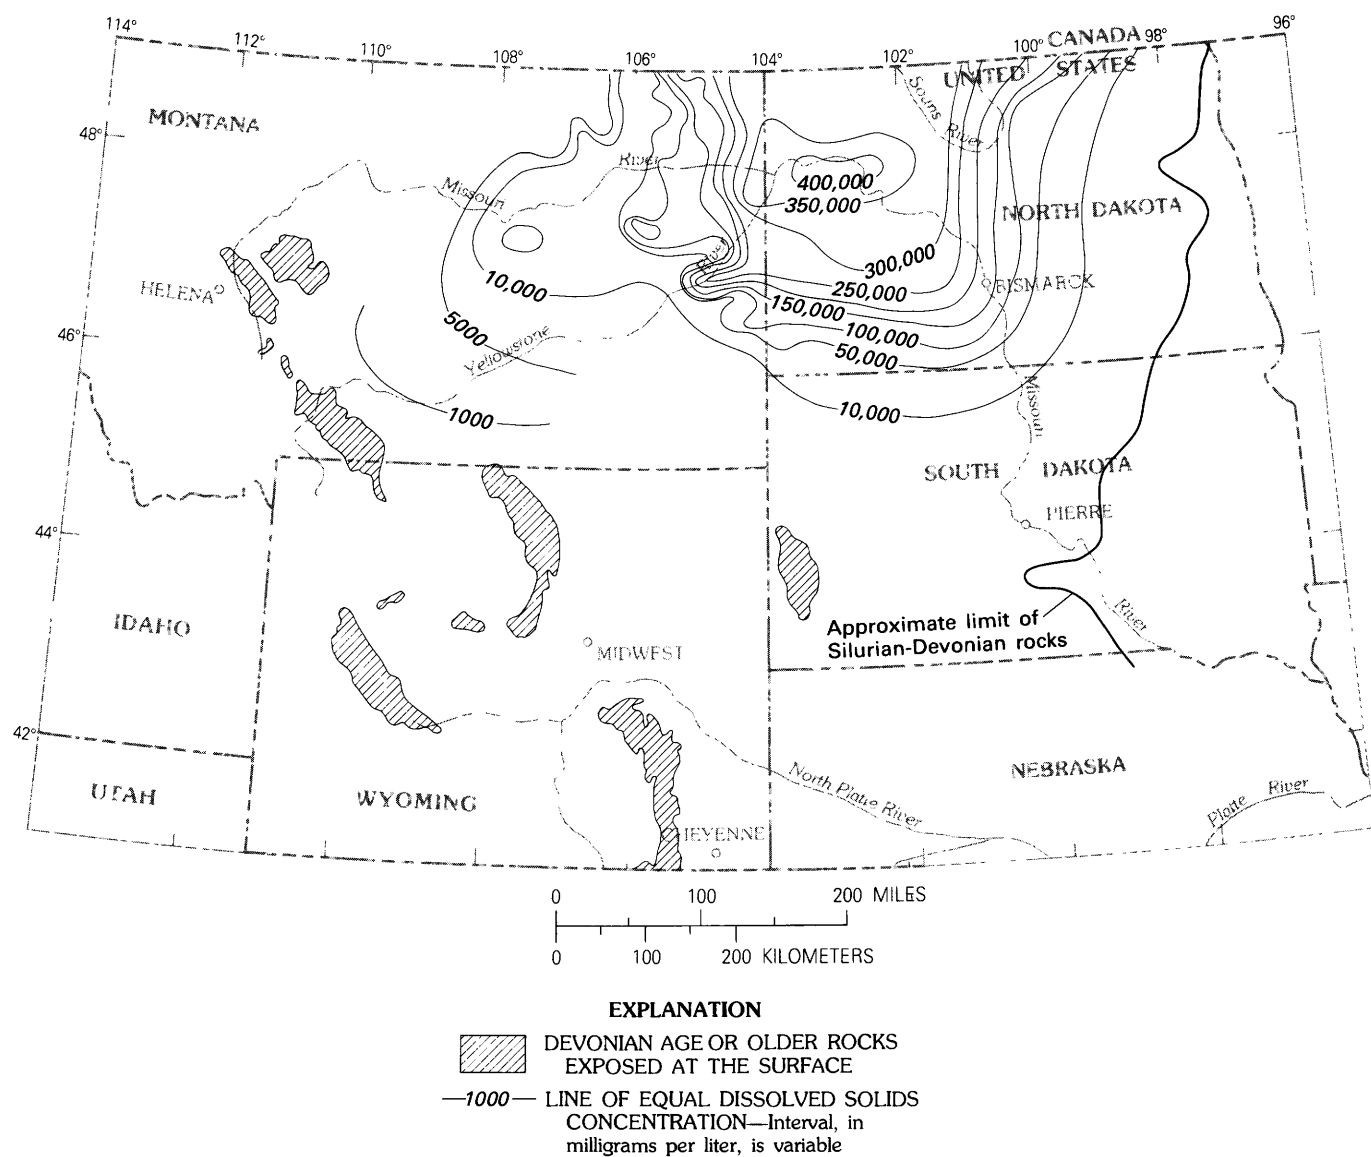 114°
112°
110°
108°
106°
104°
102°
100°
CANADA
98°
96°
UNITED STATES
MONTANA
48°
Souris River
River
Missouri
400,000
350,000
NORTH DAKOTA
River
300,000
HELENA
10,000
250,000
BISMARCK
150,000
46°
5000
100,000
Yellowstone
50,000
1000
10,000
Missouri
SOUTH DAKOTA
PIERRE
44°
IDAHO
Approximate limit of
Silurian-Devonian rocks
River
MIDWEST
42°
NEBRASKA
UTAH
WYOMING
North Platte River
Platte River
CHEYENNE
0 100 200 MILES
0 100 200 KILOMETERS
EXPLANATION
DEVONIAN AGE OR OLDER ROCKS
EXPOSED AT THE SURFACE
—1000— LINE OF EQUAL DISSOLVED SOLIDS
CONCENTRATION—Interval, in
milligrams per liter, is variable